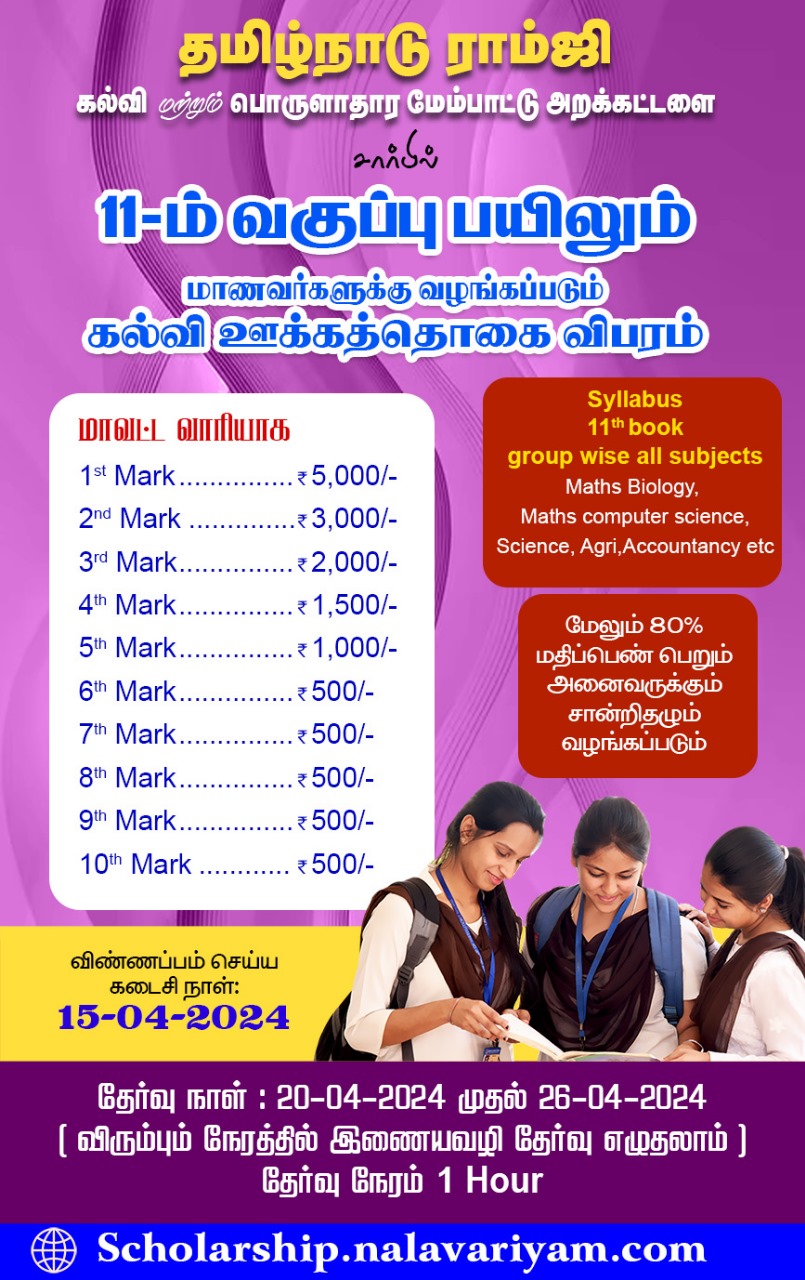 தமிழ்நாடு ராம்ஜி
கல்வி மற்றும் பொருளாதார மேம்பாட்டு அறக்கட்டளை
சார்பில்
11-ம் வகுப்பு பயிலும்
மாணவர்களுக்கு வழங்கப்படும்
கல்வி ஊக்கத்தொகை விபரம்
மாவட்ட வாரியாக
1st Mark...............₹ 5,000/-
2nd Mark ..............₹ 3,000/-
3rd Mark...............₹ 2,000/-
4th Mark...............₹ 1,500/-
5th Mark...............₹ 1,000/-
6th Mark...............₹ 500/-
7th Mark...............₹ 500/-
8th Mark...............₹ 500/-
9th Mark...............₹ 500/-
10th Mark ............ ₹ 500/-
Syllabus
11th book
group wise all subjects
Maths Biology,
Maths computer science,
Science, Agri,Accountancy etc
மேலும் 80%
மதிப்பெண் பெறும்
அனைவருக்கும்
சான்றிதழும்
வழங்கப்படும்
விண்ணப்பம் செய்ய
கடைசி நாள்:
15-04-2024
தேர்வு நாள் : 20-04-2024 முதல் 26-04-2024
( விரும்பும் நேரத்தில் இணையவழி தேர்வு எழுதலாம் )
தேர்வு நேரம் 1 Hour
Scholarship.nalavariyam.com